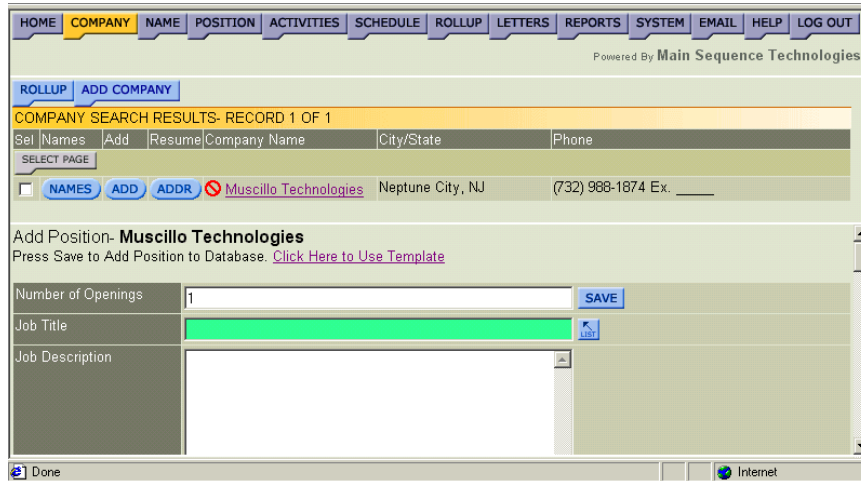 HOME COMPANY NAME POSITION ACTIVITIES SCHEDULE ROLLUP LETTERS REPORTS SYSTEM EMAIL HELP LOG OUT
Powered By Main Sequence Technologies
ROLLUP ADD COMPANY
COMPANY SEARCH RESULTS- RECORD 1 OF 1
Sel Names Add Resume Company Name City/State Phone
SELECT PAGE
NAMES ADD ADDR Muscillo Technologies Neptune City, NJ (732) 988-1874 Ex. _____
Add Position- Muscillo Technologies
Press Save to Add Position to Database. Click Here to Use Template
Number of Openings 1 SAVE
Job Title LIST
Job Description
Done Internet